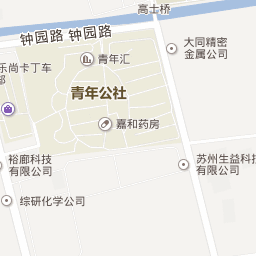 高士桥
钟园路 钟园路
大同精密
金属公司
青年汇
乐尚卡丁车
部
青年公社
嘉和药房
裕廊科技
有限公司
苏州生益科技
有限公司
综研化学公司